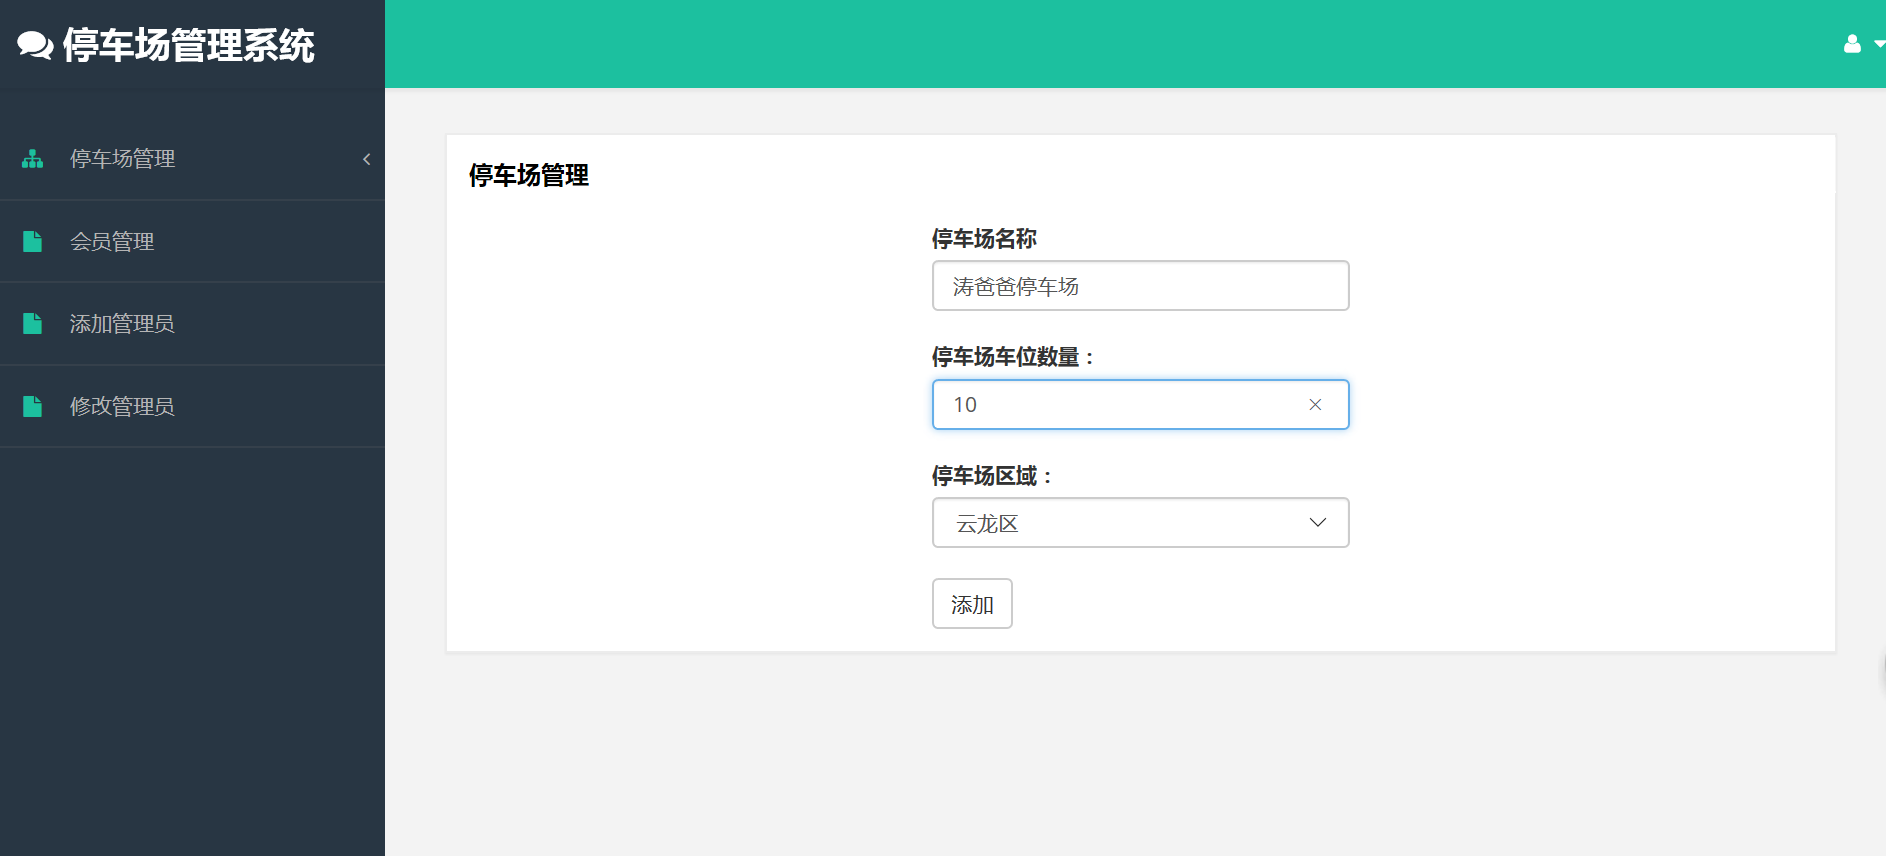 停车场管理系统
停车场管理
会员管理
添加管理员
修改管理员
停车场管理
停车场名称
涛爸爸停车场
停车场车位数量：
10
停车场区域：
云龙区
添加